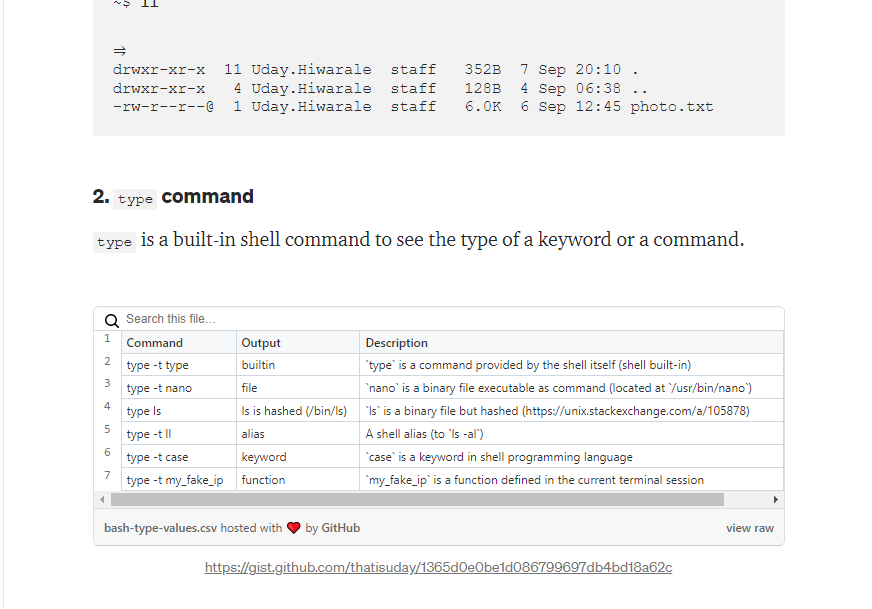 ~$ ll
⇒
drwxr-xr-x  11 Uday.Hiwarale  staff   352B  7 Sep 20:10 .
drwxr-xr-x   4 Uday.Hiwarale  staff   128B  4 Sep 06:38 ..
-rw-r--r--@  1 Uday.Hiwarale  staff   6.0K  6 Sep 12:45 photo.txt
2. type command
type is a built-in shell command to see the type of a keyword or a command.
Search this file…
1 Command Output Description
2 type -t type builtin `type` is a command provided by the shell itself (shell built-in)
3 type -t nano file `nano` is a binary file executable as command (located at `/usr/bin/nano`)
4 type ls ls is hashed (/bin/ls) `ls` is a binary file but hashed (https://unix.stackexchange.com/a/105878)
5 type -t ll alias A shell alias (to `ls -al`)
6 type -t case keyword `case` is a keyword in shell programming language
7 type -t my_fake_ip function `my_fake_ip` is a function defined in the current terminal session
bash-type-values.csv hosted with ❤ by GitHub view raw
https://gist.github.com/thatisuday/1365d0e0be1d086799697db4bd18a62c